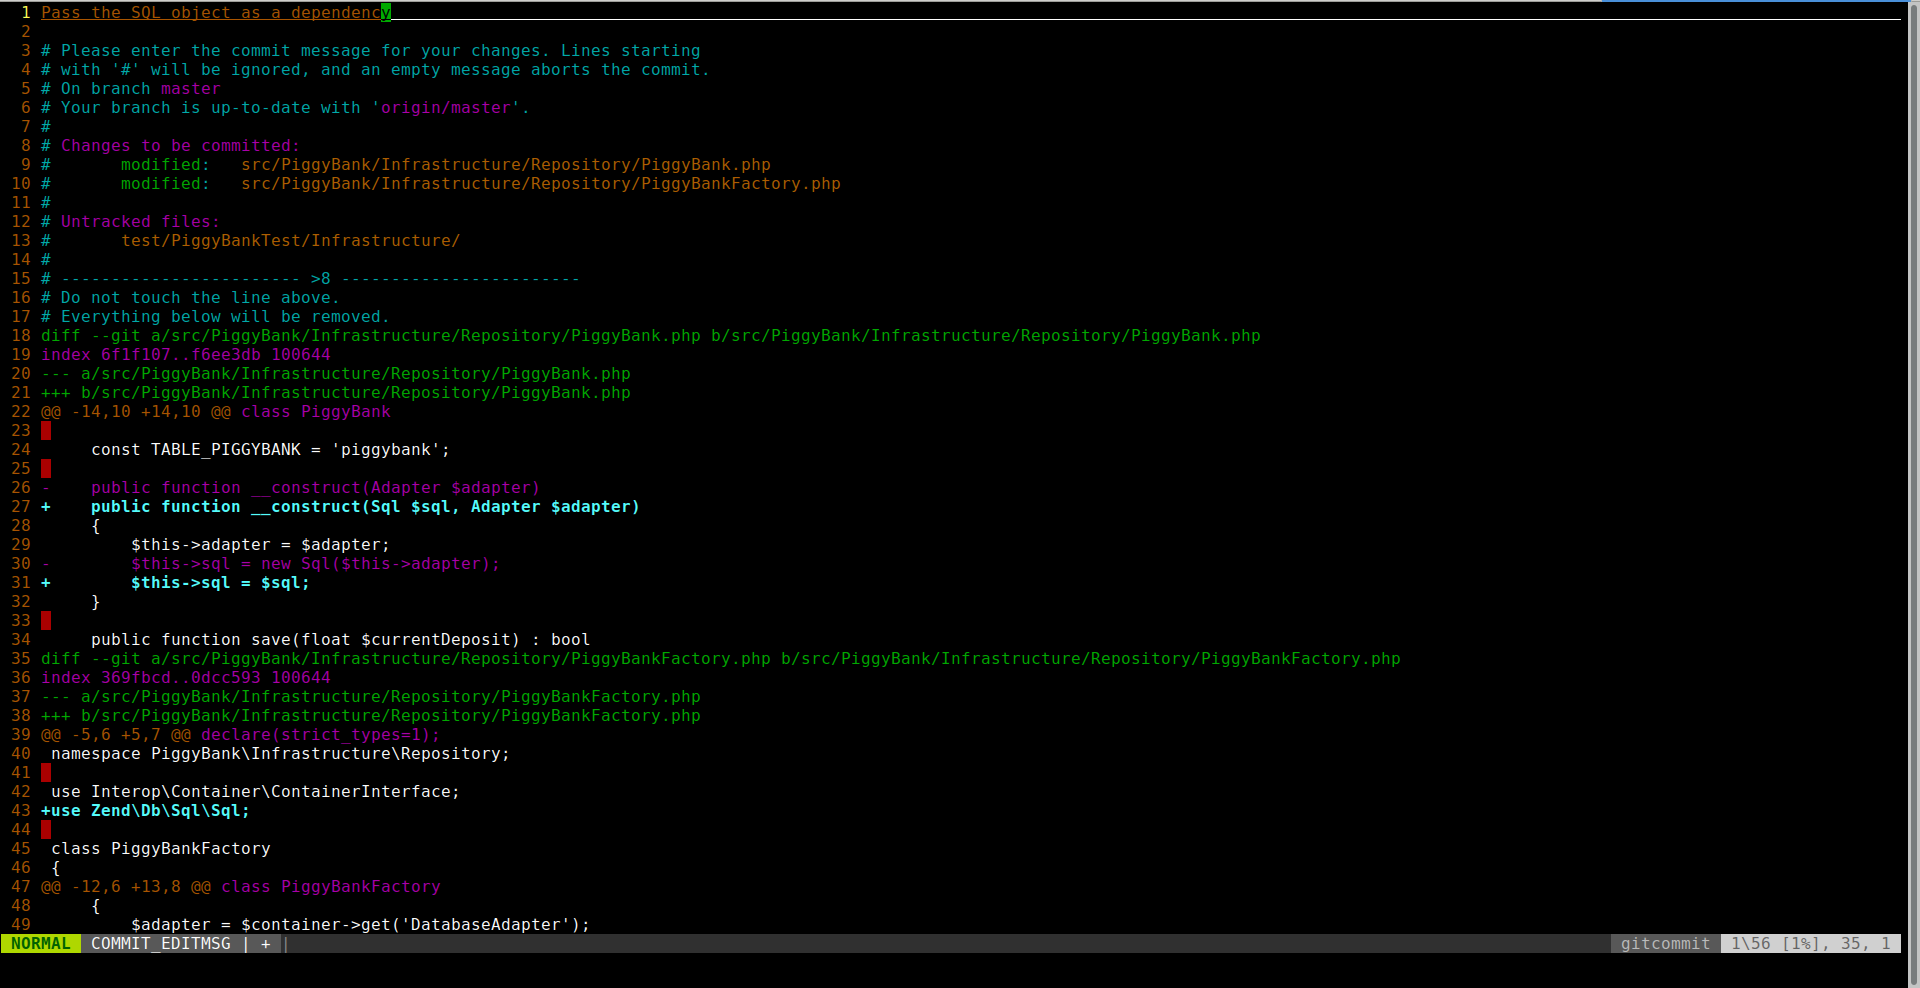 1 Pass the SQL object as a dependency
2
3 # Please enter the commit message for your changes. Lines starting
4 # with '#' will be ignored, and an empty message aborts the commit.
5 # On branch master
6 # Your branch is up-to-date with 'origin/master'.
7 #
8 # Changes to be committed:
9 #       modified:   src/PiggyBank/Infrastructure/Repository/PiggyBank.php
10 #       modified:   src/PiggyBank/Infrastructure/Repository/PiggyBankFactory.php
11 #
12 # Untracked files:
13 #       test/PiggyBankTest/Infrastructure/
14 #
15 # ------------------------ >8 ------------------------
16 # Do not touch the line above.
17 # Everything below will be removed.
18 diff --git a/src/PiggyBank/Infrastructure/Repository/PiggyBank.php b/src/PiggyBank/Infrastructure/Repository/PiggyBank.php
19 index 6f1f107..f6ee3db 100644
20 --- a/src/PiggyBank/Infrastructure/Repository/PiggyBank.php
21 +++ b/src/PiggyBank/Infrastructure/Repository/PiggyBank.php
22 @@ -14,10 +14,10 @@ class PiggyBank
23
24      const TABLE_PIGGYBANK = 'piggybank';
25
26 -    public function __construct(Adapter $adapter)
27 +    public function __construct(Sql $sql, Adapter $adapter)
28      {
29          $this->adapter = $adapter;
30 -        $this->sql = new Sql($this->adapter);
31 +        $this->sql = $sql;
32      }
33
34      public function save(float $currentDeposit) : bool
35 diff --git a/src/PiggyBank/Infrastructure/Repository/PiggyBankFactory.php b/src/PiggyBank/Infrastructure/Repository/PiggyBankFactory.php
36 index 369fbcd..0dcc593 100644
37 --- a/src/PiggyBank/Infrastructure/Repository/PiggyBankFactory.php
38 +++ b/src/PiggyBank/Infrastructure/Repository/PiggyBankFactory.php
39 @@ -5,6 +5,7 @@ declare(strict_types=1);
40  namespace PiggyBank\Infrastructure\Repository;
41
42  use Interop\Container\ContainerInterface;
43 +use Zend\Db\Sql\Sql;
44
45  class PiggyBankFactory
46  {
47 @@ -12,6 +13,8 @@ class PiggyBankFactory
48      {
49          $adapter = $container->get('DatabaseAdapter');
NORMAL COMMIT_EDITMSG | + | gitcommit 1\56 [1%], 35, 1